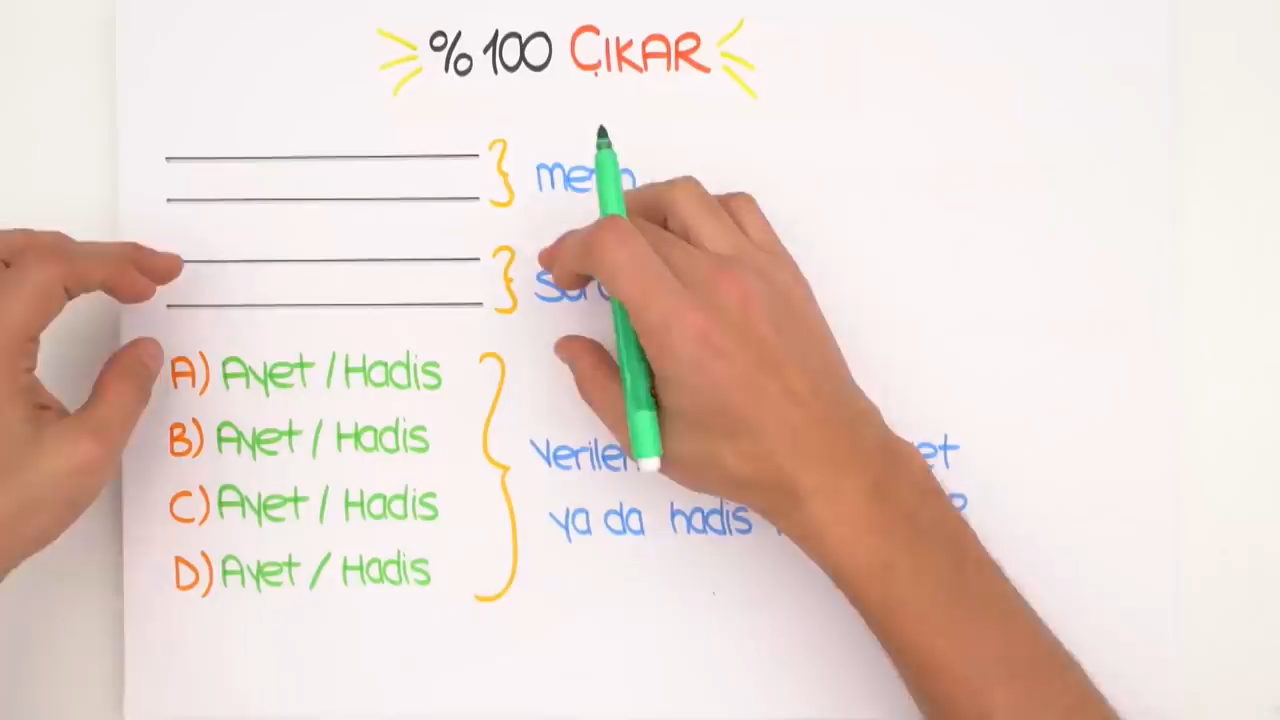 %100 ÇIKAR
A) Ayet / Hadis
B) Ayet / Hadis
C) Ayet / Hadis
D) Ayet / Hadis
ya da hadis